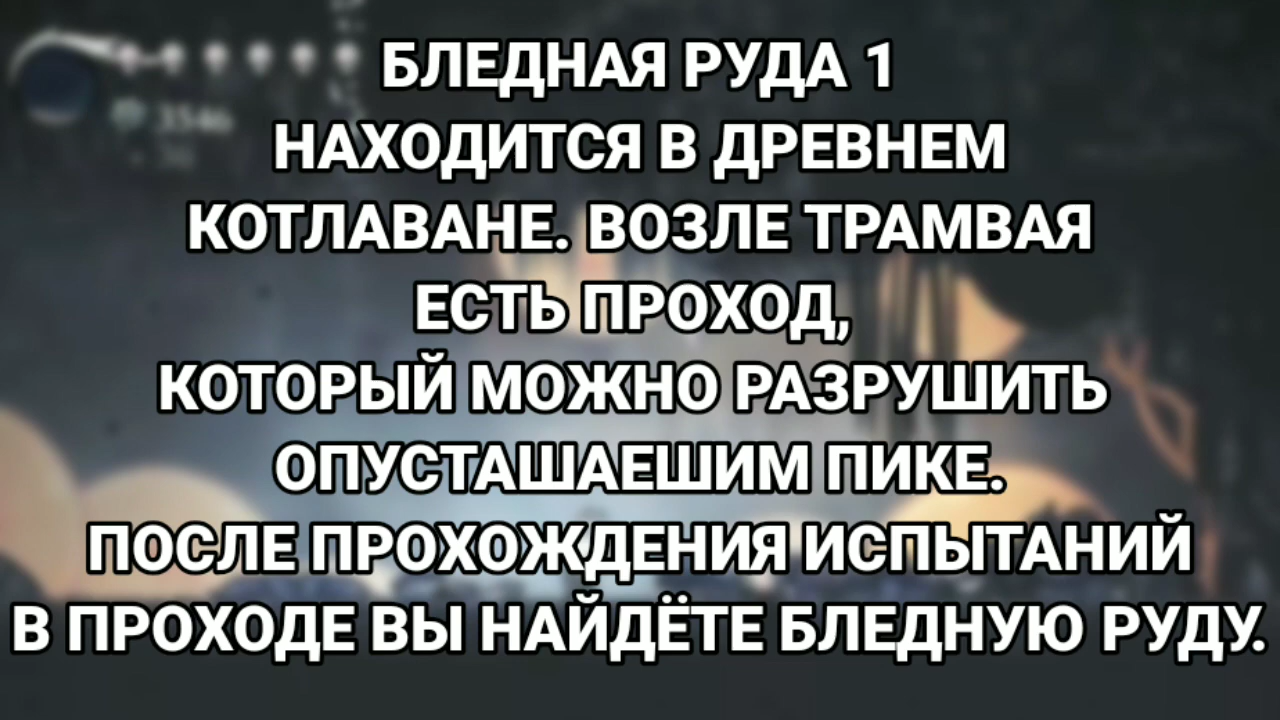 3546
БЛЕДНАЯ РУДА 1
НАХОДИТСЯ В ДРЕВНЕМ
КОТЛАВАНЕ. ВОЗЛЕ ТРАМВАЯ
ЕСТЬ ПРОХОД,
КОТОРЫЙ МОЖНО РАЗРУШИТЬ
ОПУСТАШАЕШИМ ПИКЕ.
ПОСЛЕ ПРОХОЖДЕНИЯ ИСПЫТАНИЙ
В ПРОХОДЕ ВЫ НАЙДЁТЕ БЛЕДНУЮ РУДУ.